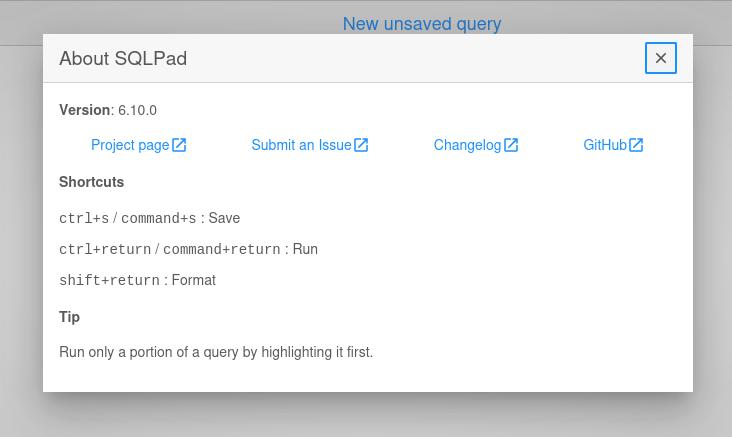 New unsaved query
About SQLPad
Version: 6.10.0
Project page Submit an Issue Changelog GitHub
Shortcuts
ctrl+s / command+s : Save
ctrl+return / command+return : Run
shift+return : Format
Tip
Run only a portion of a query by highlighting it first.